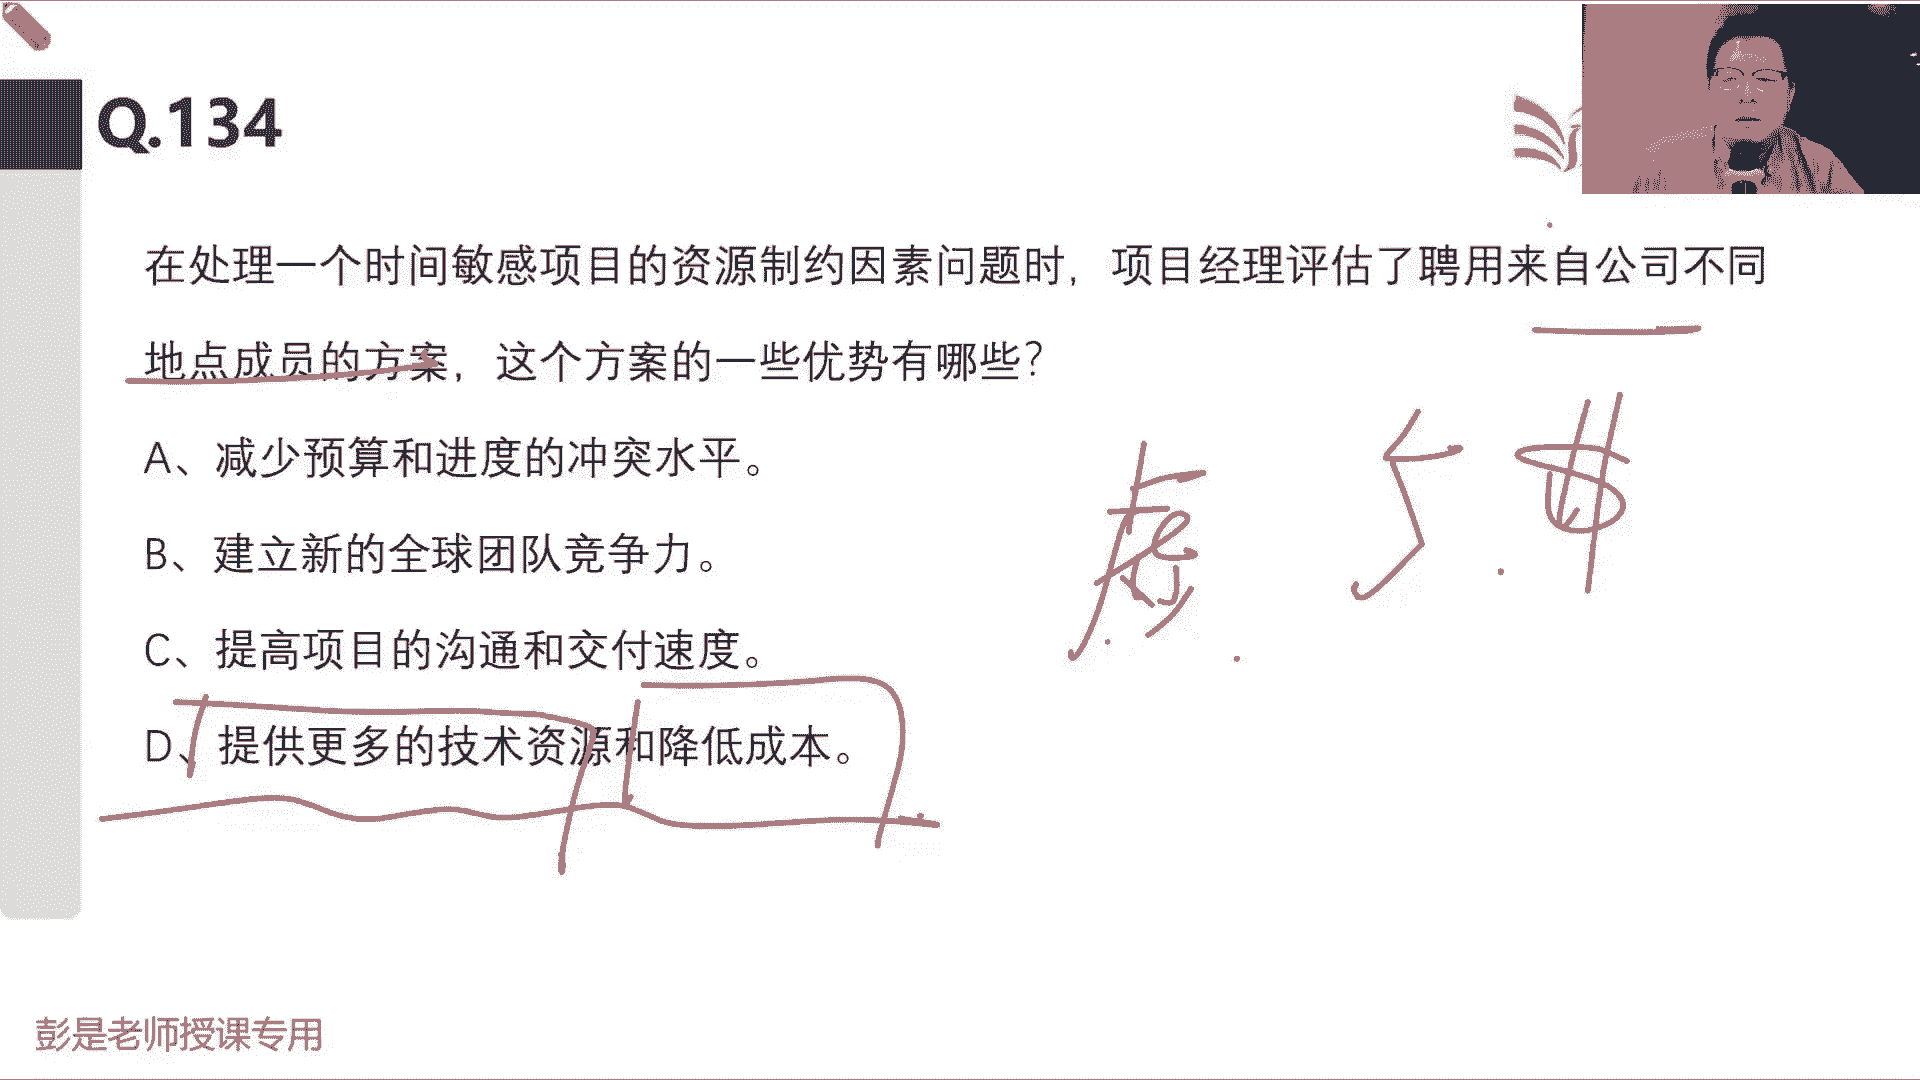 Q.134
在处理一个时间敏感项目的资源制约因素问题时，项目经理评估了聘用来自公司不同
地点成员的方案，这个方案的一些优势有哪些？
A、减少预算和进度的冲突水平。
B、建立新的全球团队竞争力。
C、提高项目的沟通和交付速度。
D、提供更多的技术资源和降低成本。
彭是老师授课专用